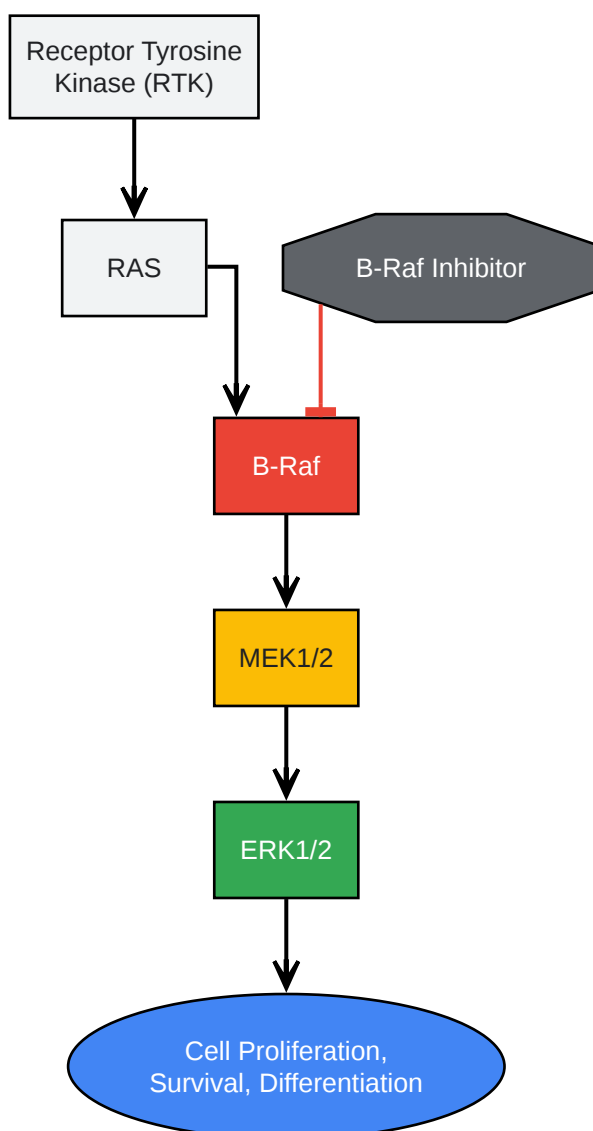 Receptor Tyrosine
Kinase (RTK)
RAS
B-Raf Inhibitor
B-Raf
MEK1/2
ERK1/2
Cell Proliferation,
Survival, Differentiation